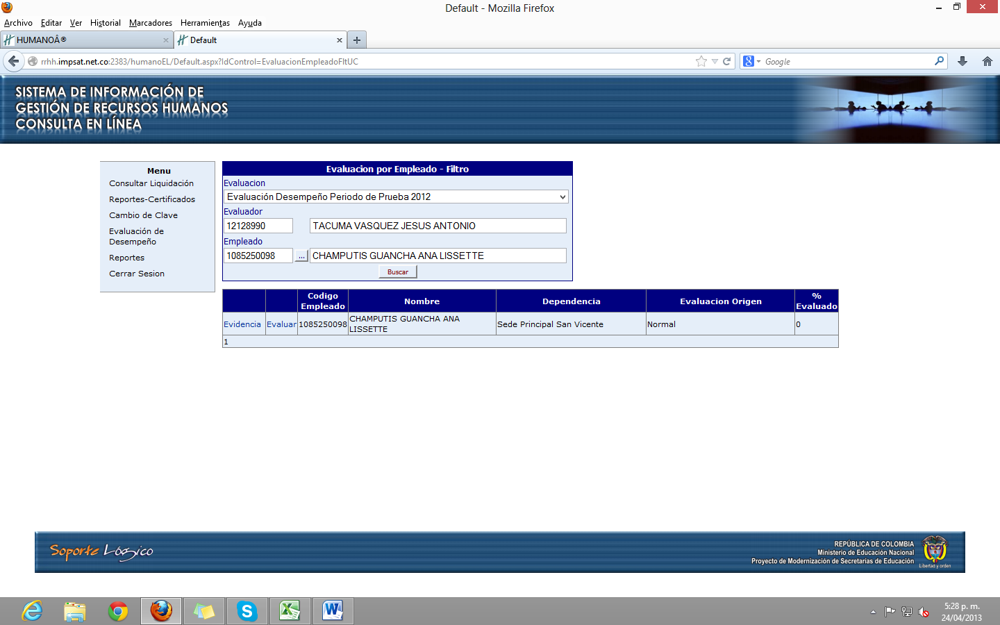 Default - Mozilla Firefox
Archivo Editar Ver Historial Marcadores Herramientas Ayuda
HUMANOÂ® Default
rrhh.impsat.net.co:2383/humanoEL/Default.aspx?IdControl=EvaluacionEmpleadoFltUC
Google
SISTEMA DE INFORMACIÓN DE
GESTIÓN DE RECURSOS HUMANOS
CONSULTA EN LÍNEA
Menu
Consultar Liquidación
Reportes-Certificados
Cambio de Clave
Evaluación de
Desempeño
Reportes
Cerrar Sesion
Evaluacion por Empleado - Filtro
Evaluacion
Evaluación Desempeño Periodo de Prueba 2012
Evaluador
12128990 TACUMA VASQUEZ JESUS ANTONIO
Empleado
1085250098 ... CHAMPUTIS GUANCHA ANA LISSETTE
Buscar
Codigo Empleado Nombre Dependencia Evaluacion Origen % Evaluado
Evidencia Evaluar 1085250098 CHAMPUTIS GUANCHA ANA LISSETTE Sede Principal San Vicente Normal 0
1
Soporte Lógico
REPÚBLICA DE COLOMBIA
Ministerio de Educación Nacional
Proyecto de Modernización de Secretarías de Educación
Libertad y orden
5:28 p. m.
24/04/2013